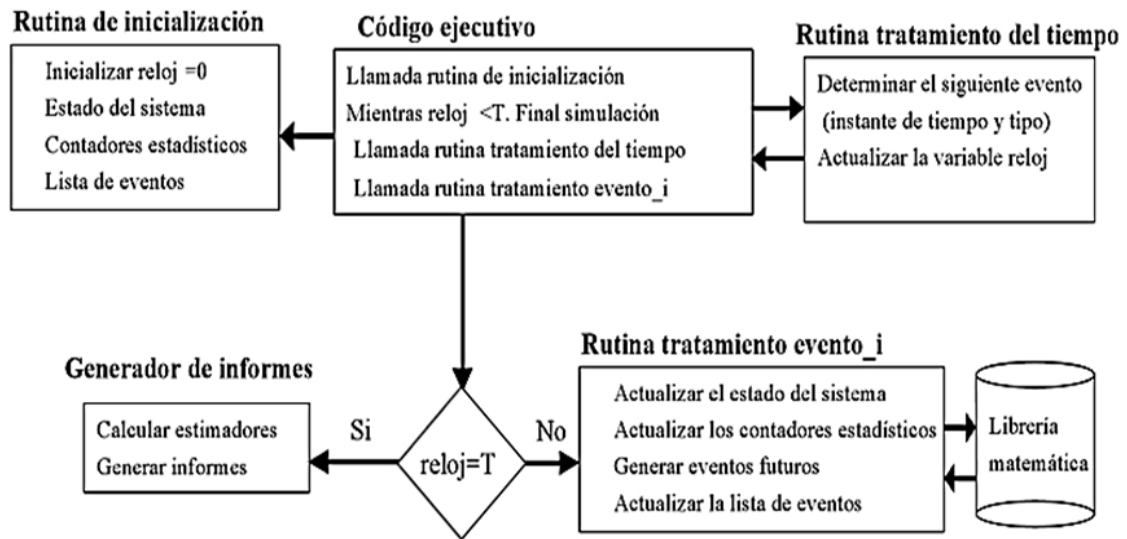 Rutina de inicialización
Inicializar reloj =0
Estado del sistema
Contadores estadísticos
Lista de eventos
Código ejecutivo
Llamada rutina de inicialización
Mientras reloj <T. Final simulación
Llamada rutina tratamiento del tiempo
Llamada rutina tratamiento evento_i
Rutina tratamiento del tiempo
Determinar el siguiente evento
(instante de tiempo y tipo)
Actualizar la variable reloj
Generador de informes
Calcular estimadores
Generar informes
Si
reloj=T
No
Rutina tratamiento evento_i
Actualizar el estado del sistema
Actualizar los contadores estadísticos
Generar eventos futuros
Actualizar la lista de eventos
Librería
matemática